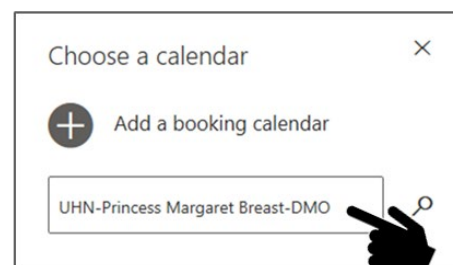 Choose a calendar
Add a booking calendar
UHN-Princess Margaret Breast-DMO